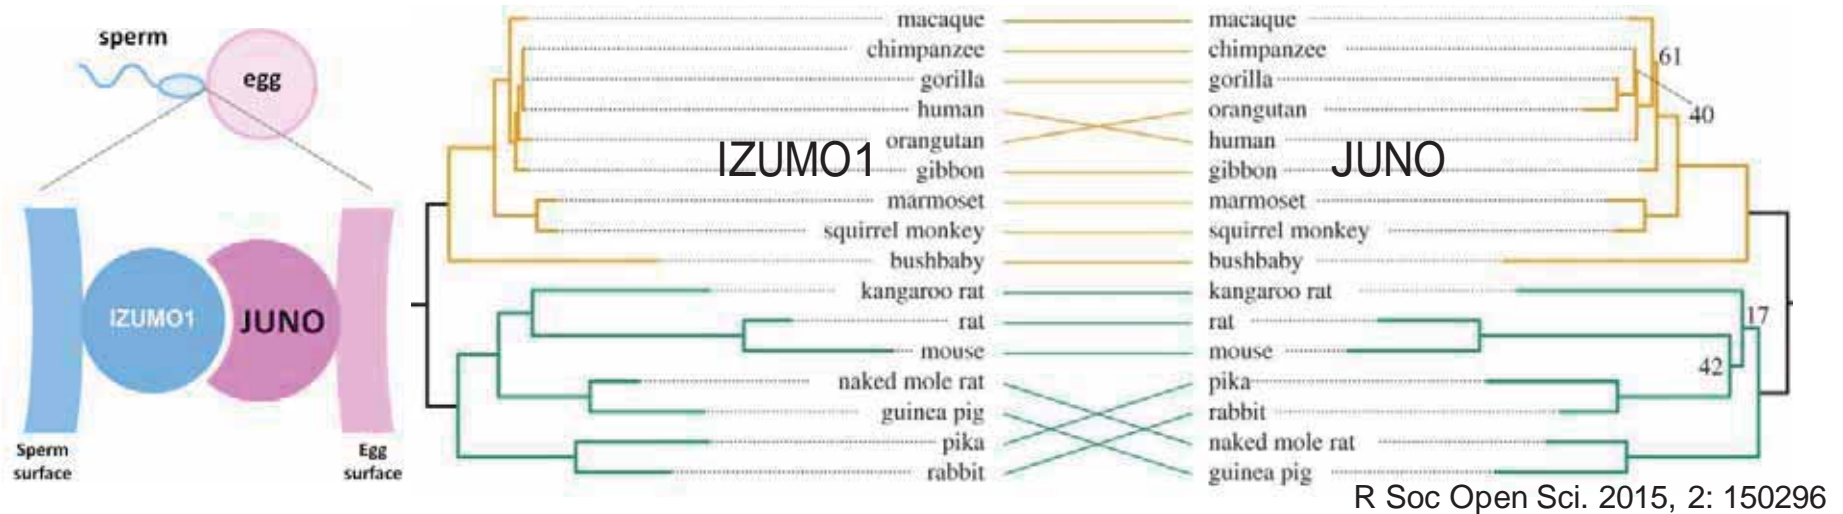 sperm
egg
IZUMO1
JUNO
Sperm
surface
Egg
surface
macaque
chimpanzee
gorilla
human
orangutan
gibbon
marmoset
squirrel monkey
bushbaby
kangaroo rat
rat
mouse
naked mole rat
guinea pig
pika
rabbit
IZUMO1
macaque
chimpanzee
gorilla
orangutan
human
gibbon
marmoset
squirrel monkey
bushbaby
kangaroo rat
rat
mouse
pika
rabbit
naked mole rat
guinea pig
JUNO
61
40
17
42
R Soc Open Sci. 2015, 2: 150296